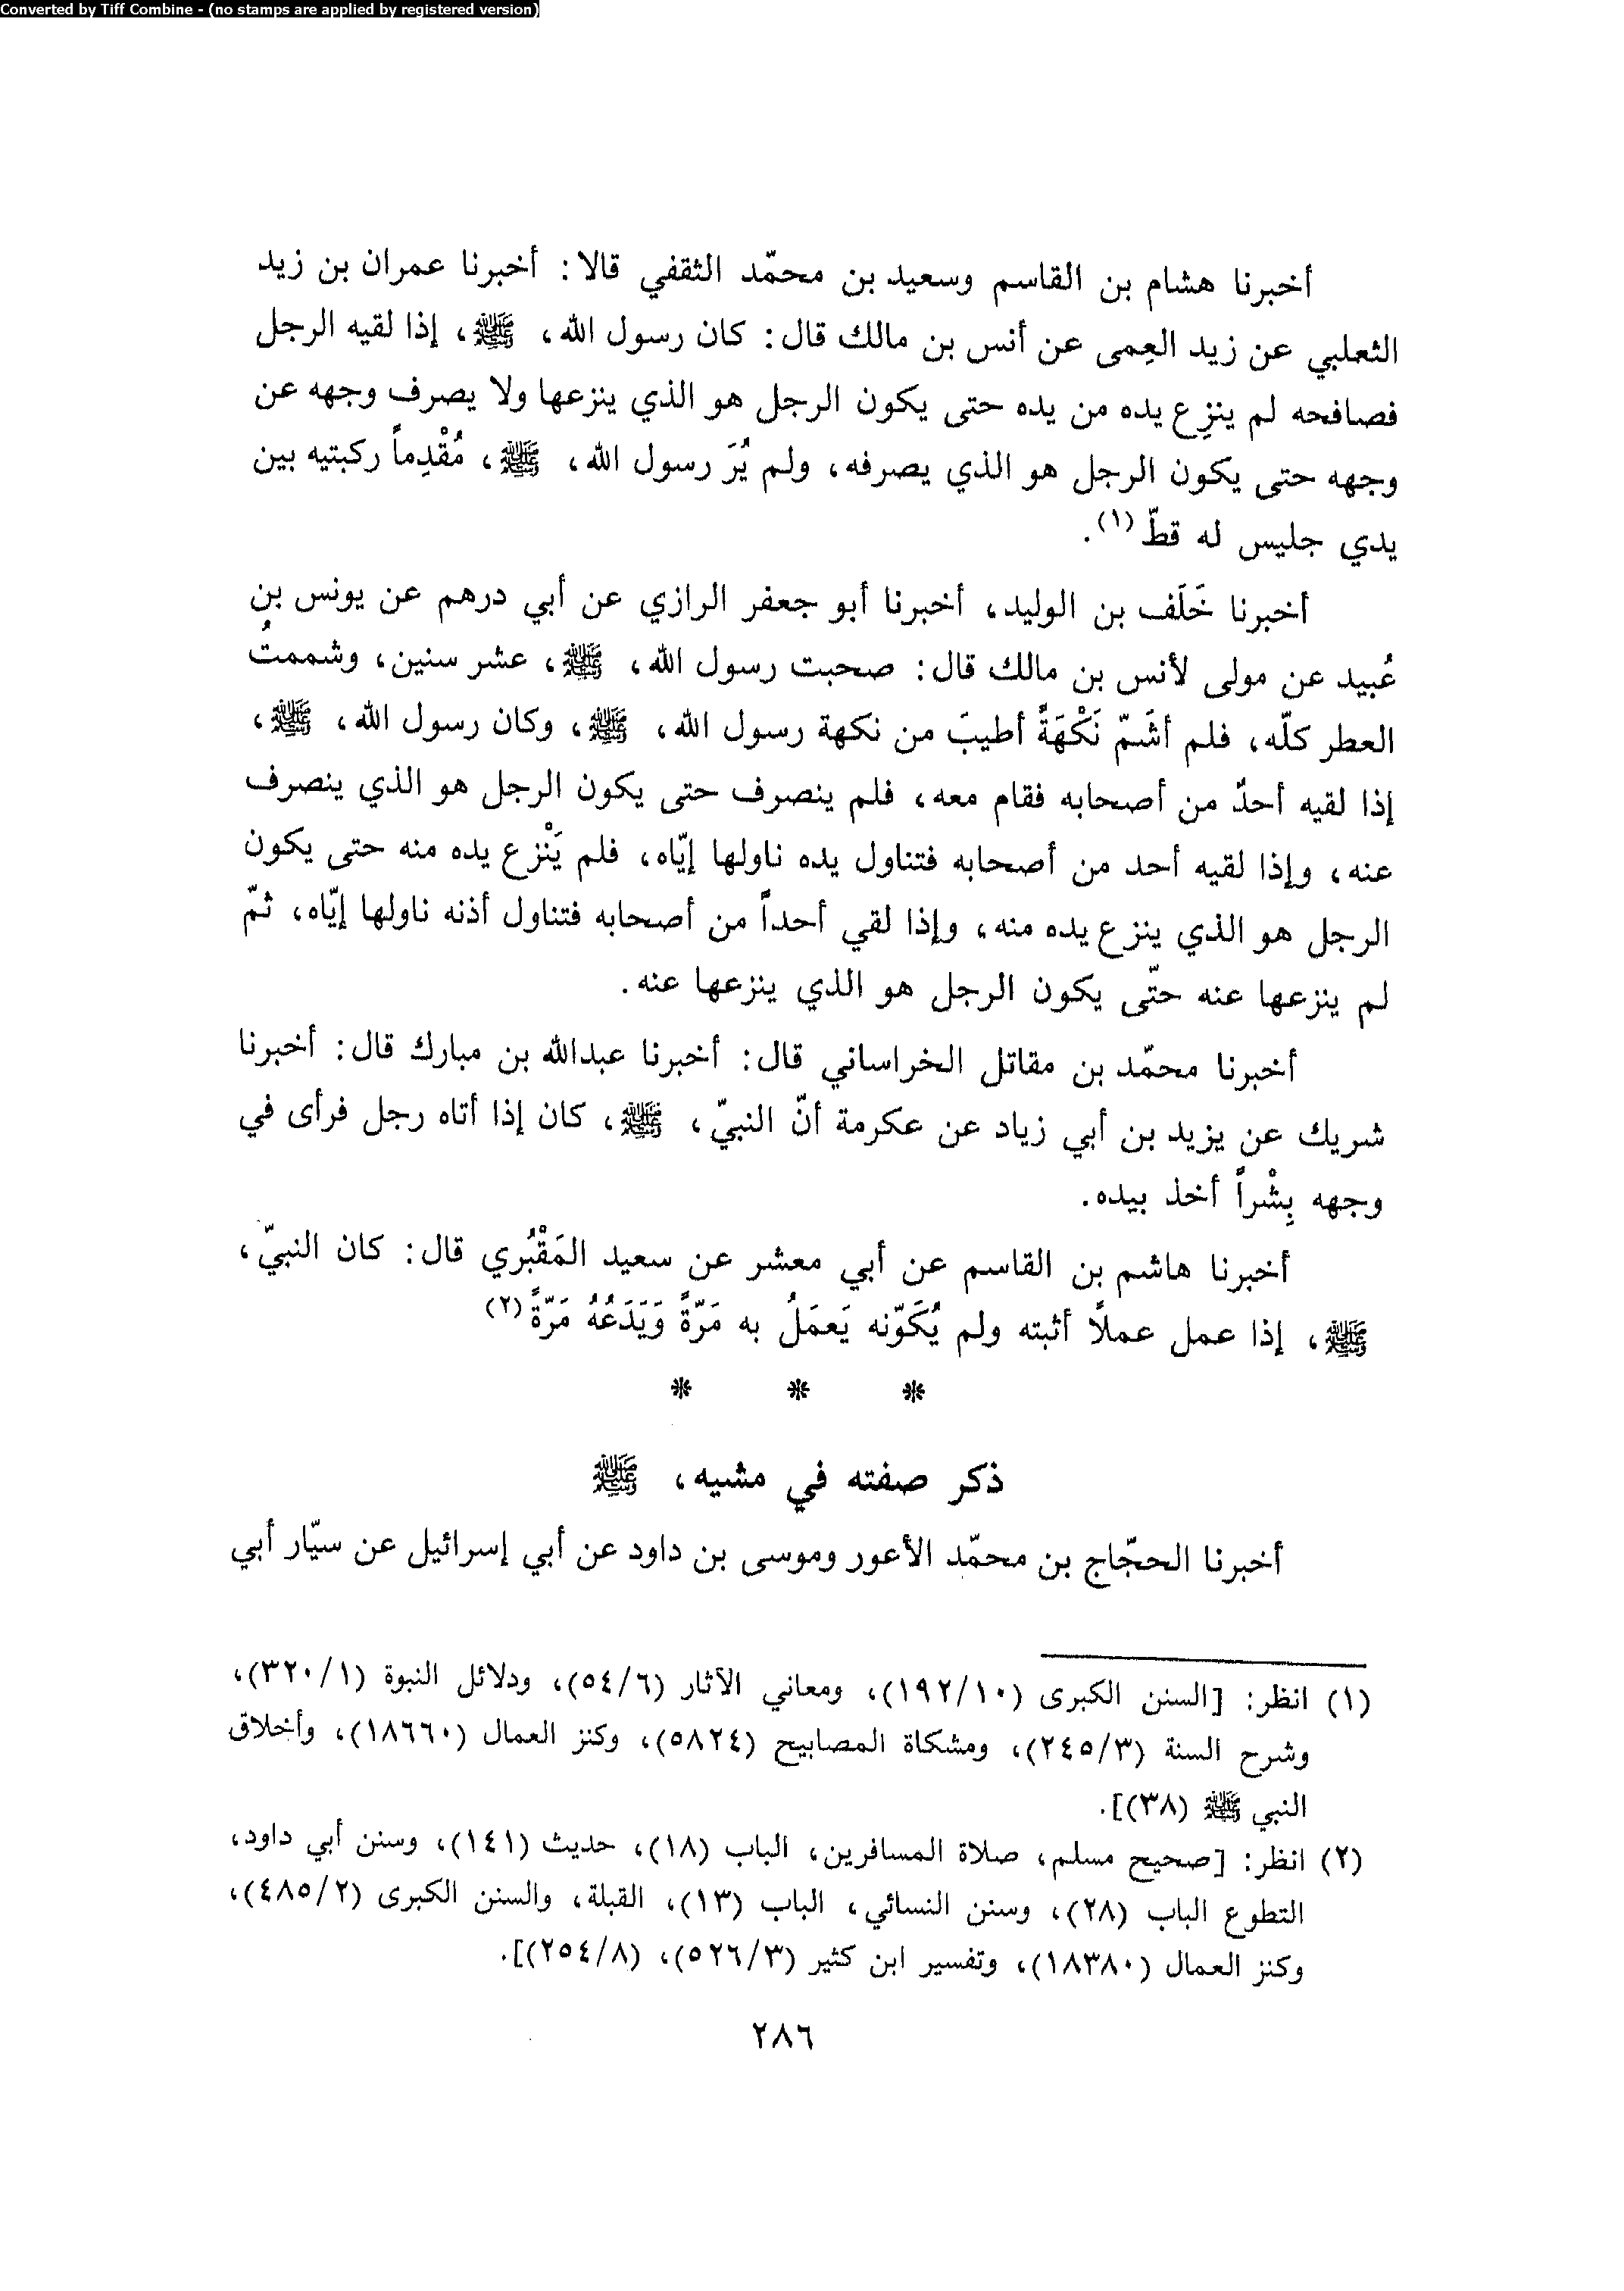 Converted by Tiff Combine - (no stamps are applied by registered version)
أخبرنا هشام بن القاسم وسعيد بن محمّد الثقفي قالا: أخبرنا عمران بن زيد
الثعلبي عن زيد العِمى عن أنس بن مالك قال: كان رسول الله، ﷺ، إذا لقيه الرجل
فصافحه لم ينزِع يده من يده حتى يكون الرجل هو الذي ينزعها ولا يصرف وجهه عن
وجهه حتى يكون الرجل هو الذي يصرفه، ولم يُرَ رسول الله، ﷺ، مُقْدِماً ركبتيه بين
يدي جليس له قطّ(١).
أخبرنا خَلَف بن الوليد، أخبرنا أبو جعفر الرازي عن أبي درهم عن يونس بن
عُبيد عن مولى لأنس بن مالك قال: صحبت رسول الله، ﷺ، عشر سنين، وشممتُ
العطر كلّه، فلم أشَمّ نَكْهَةً أطيبَ من نكهة رسول الله، ﷺ، وكان رسول الله، ﷺ،
إذا لقيه أحدٌ من أصحابه فقام معه، فلم ينصرف حتى يكون الرجل هو الذي ينصرف
عنه، وإذا لقيه أحد من أصحابه فتناول يده ناولها إيّاه، فلم يَنْزع يده منه حتى يكون
الرجل هو الذي ينزع يده منه، وإذا لقي أحداً من أصحابه فتناول أذنه ناولها إيّاه، ثمّ
لم ينزعها عنه حتّى يكون الرجل هو الذي ينزعها عنه.
أخبرنا محمّد بن مقاتل الخراساني قال: أخبرنا عبدالله بن مبارك قال: أخبرنا
شريك عن يزيد بن أبي زياد عن عكرمة أنّ النبيّ، ﷺ، كان إذا أتاه رجل فرأى في
وجهه بِشْراً أخذ بيده.
أخبرنا هاشم بن القاسم عن أبي معشر عن سعيد المَقْبُري قال: كان النبيّ،
ﷺ، إذا عمل عملاً أثبته ولم يُكَوّنه يَعمَلُ به مَرّةً وَيَدَعُهُ مَرّةً(٢)
* * *
ذكر صفته في مشيه، ﷺ
أخبرنا الحجّاج بن محمّد الأعور وموسى بن داود عن أبي إسرائيل عن سيّار أبي
(١) انظر: [السنن الكبرى (١٩٢/١٠)، ومعاني الآثار (٥٤/٦)، ودلائل النبوة (٣٢٠/١)،
وشرح السنة (٢٤٥/٣)، ومشكاة المصابيح (٥٨٢٤)، وكنز العمال (١٨٦٦٠)، وأخلاق
النبي ﷺ (٣٨)].
(٢) انظر: [صحيح مسلم، صلاة المسافرين، الباب (١٨)، حديث (١٤١)، وسنن أبي داود،
التطوع الباب (٢٨)، وسنن النسائي، الباب (١٣)، القبلة، والسنن الكبرى (٤٨٥/٢)،
وكنز العمال (١٨٣٨٠)، وتفسير ابن كثير (٥٢٦/٣)، (٢٥٤/٨)].
٢٨٦